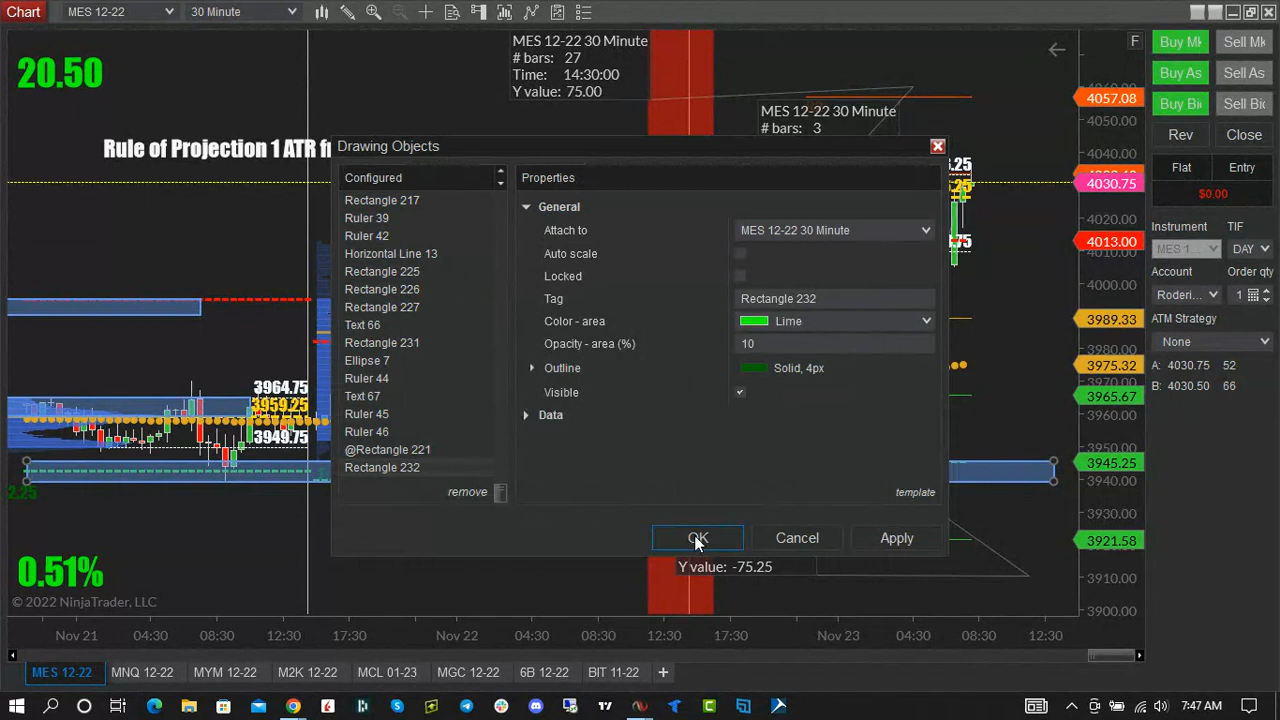 Chart MES 12-22 30 Minute
MES 12-22 30 Minute
# bars: 27
Time: 14:30:00
Y value: 75.00
F
20.50
MES 12-22 30 Minute
# bars: 3
Rule of Projection 1 ATR
Drawing Objects
Configured
Rectangle 217
Ruler 39
Ruler 42
Horizontal Line 13
Rectangle 225
Rectangle 226
Rectangle 227
Text 66
Rectangle 231
Ellipse 7
Ruler 44
Text 67
Ruler 45
Ruler 46
@Rectangle 221
Rectangle 232
remove
Properties
General
Attach to MES 12-22 30 Minute
Auto scale
Locked
Tag Rectangle 232
Color - area Lime
Opacity - area (%) 10
Outline Solid, 4px
Visible
Data
template
OK Cancel Apply
Y value: -75.25
3964.75
3959.25
3949.75
0.51%
© 2022 NinjaTrader, LLC
4057.08
4050.00
4040.00
4030.75
4020.00
4013.00
4000.00
3989.33
3980.00
3975.32
3965.67
3960.00
3950.00
3945.25
3940.00
3930.00
3921.58
3910.00
3900.00
Nov 21 04:30 08:30 12:30 17:30 Nov 22 04:30 08:30 12:30 17:30 Nov 23 04:30 08:30 12:30
Buy Mk Sell Mk
Buy As Sell As
Buy Bid Sell Bid
Rev Close
Flat Entry
$0.00
Instrument TIF
MES 1 DAY
Account Order qty
Roderi... 1
ATM Strategy
None
A: 4030.75 52
B: 4030.50 66
MES 12-22 MNQ 12-22 MYM 12-22 M2K 12-22 MCL 01-23 MGC 12-22 6B 12-22 BIT 11-22 +
7:47 AM